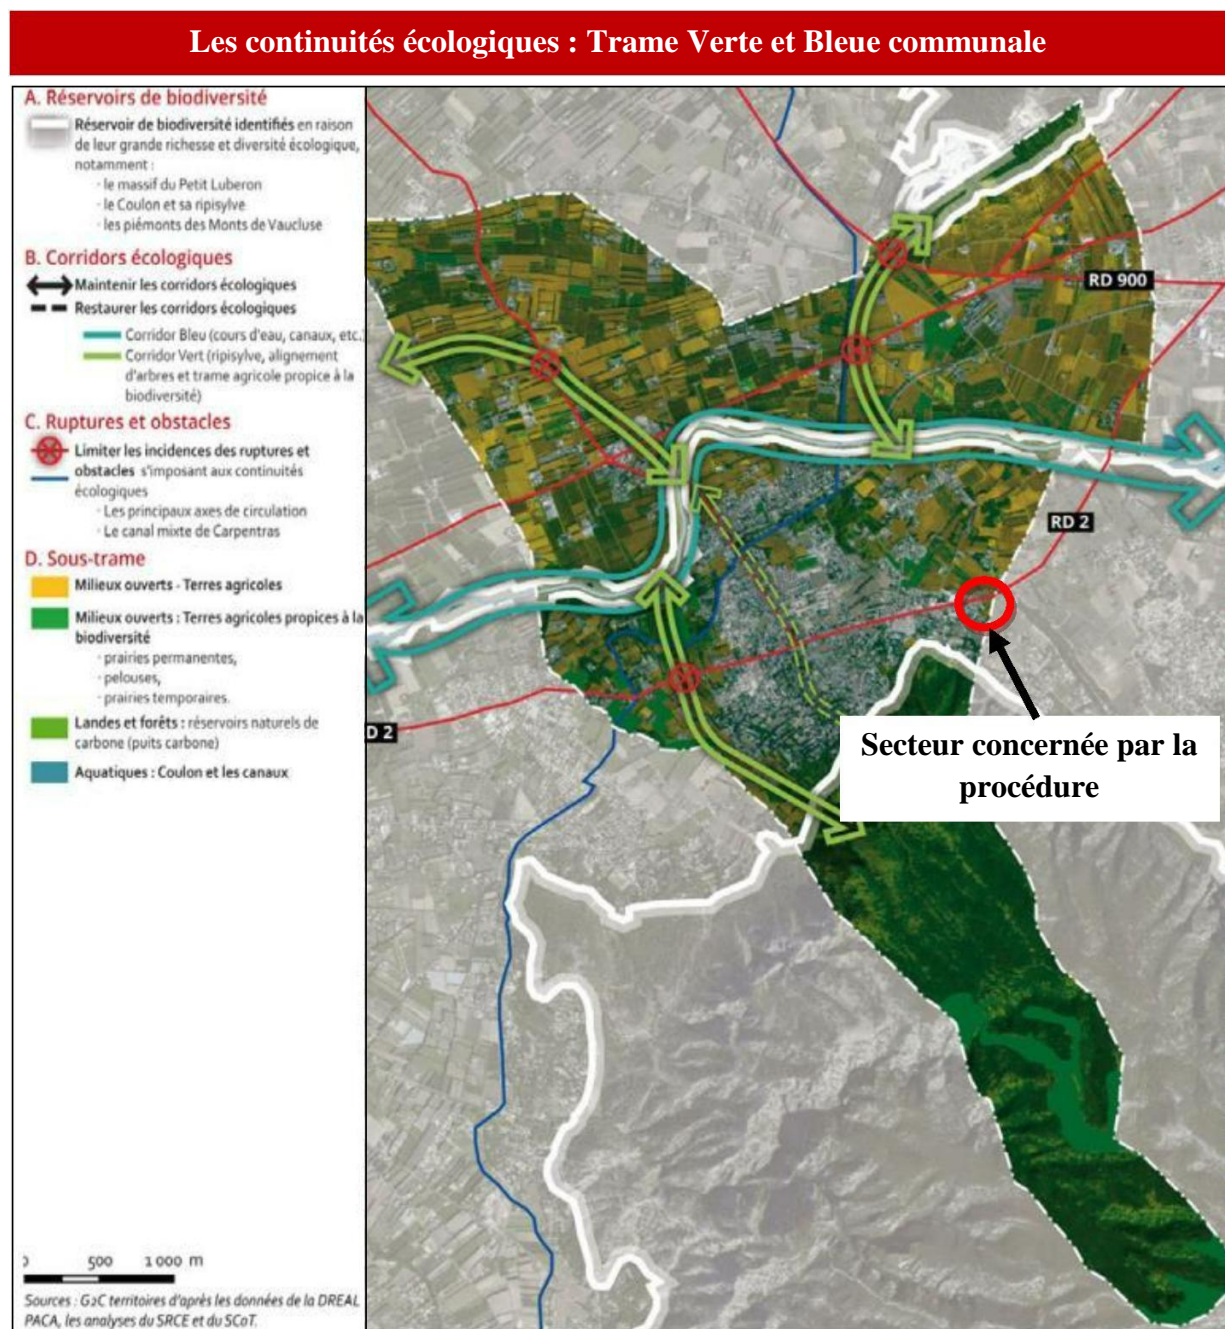 Les continuités écologiques : Trame Verte et Bleue communale
A. Réservoirs de biodiversité
Réservoir de biodiversité identifiés en raison
de leur grande richesse et diversité écologique,
notamment :
· le massif du Petit Luberon
· le Coulon et sa ripisylve
· les piémonts des Monts de Vaucluse
B. Corridors écologiques
Maintenir les corridors écologiques
Restaurer les corridors écologiques
Corridor Bleu (cours d'eau, canaux, etc.)
Corridor Vert (ripisylve, alignement
d'arbres et trame agricole propice à la
biodiversité)
C. Ruptures et obstacles
Limiter les incidences des ruptures et
obstacles s'imposant aux continuités
écologiques
· Les principaux axes de circulation
· Le canal mixte de Carpentras
D. Sous-trame
Milieux ouverts - Terres agricoles
Milieux ouverts : Terres agricoles propices à la
biodiversité
· prairies permanentes,
· pelouses,
· prairies temporaires.
Landes et forêts : réservoirs naturels de
carbone (puits carbone)
Aquatiques : Coulon et les canaux
0 500 1 000 m
Sources : G2C territoires d'après les données de la DREAL
PACA, les analyses du SRCE et du SCoT.
RD 900
RD 2
D 2
Secteur concernée par la
procédure